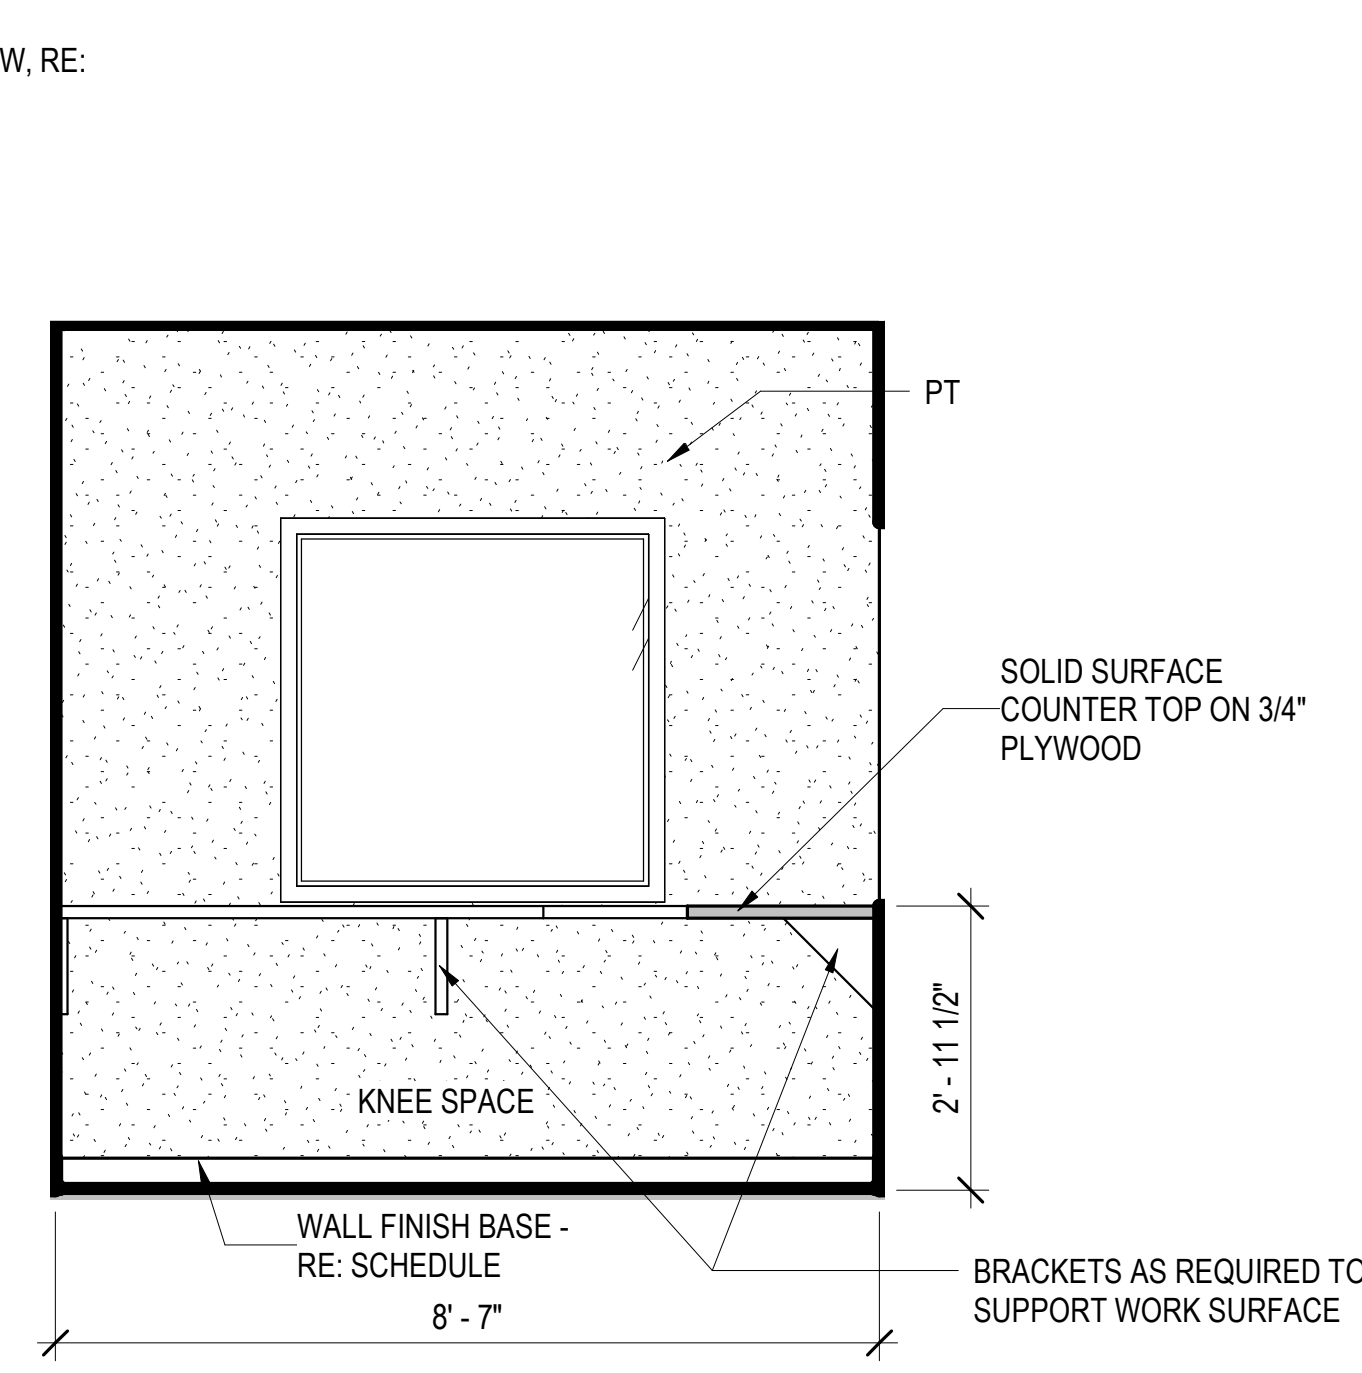 W, RE:
PT
SOLID SURFACE
COUNTER TOP ON 3/4"
PLYWOOD
2' - 11 1/2"
KNEE SPACE
WALL FINISH BASE -
RE: SCHEDULE
BRACKETS AS REQUIRED TO
SUPPORT WORK SURFACE
8' - 7"